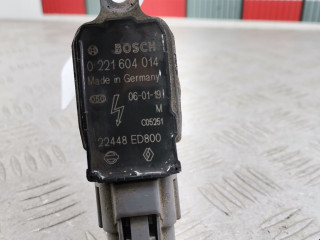 BOSCH
0 221 604 014
Made in Germany
06-01-19
M
C05251
22448 ED800